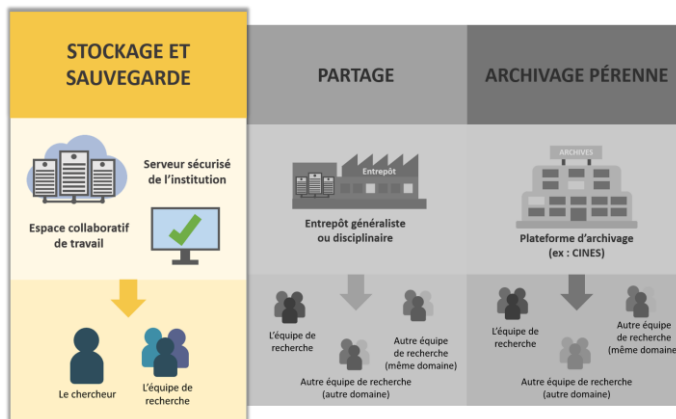 STOCKAGE ET
SAUVEGARDE
Serveur sécurisé
de l'institution
Espace collaboratif
de travail
Le chercheur
L'équipe de
recherche
PARTAGE
Entrepôt
Entrepôt généraliste
ou disciplinaire
L'équipe de
recherche
Autre équipe
de recherche
(même domaine)
Autre équipe de recherche
(autre domaine)
ARCHIVAGE PÉRENNE
ARCHIVES
Plateforme d'archivage
(ex : CINES)
L'équipe de
recherche
Autre équipe
de recherche
(même domaine)
Autre équipe de recherche
(autre domaine)